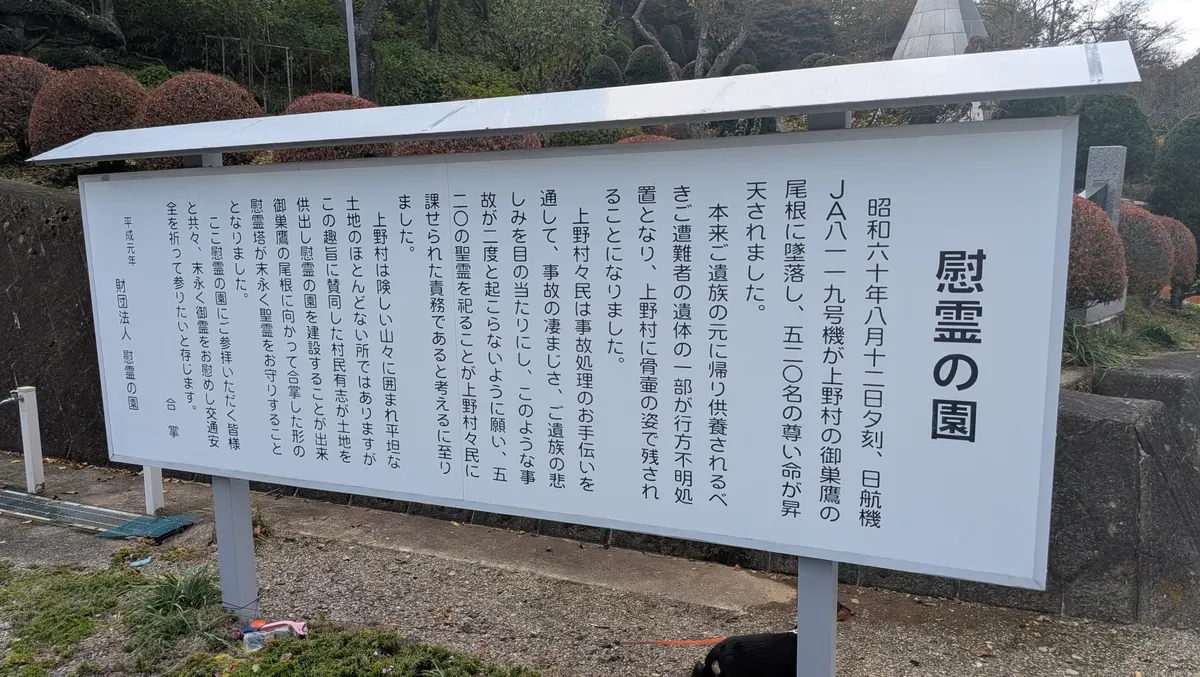 慰霊の園
昭和六十年八月十二日夕刻、日航機
JA八一一九号機が上野村の御巣鷹の
尾根に墜落し、五二〇名の尊い命が昇
天されました。
本来ご遺族の元に帰り供養されるべ
きご遭難者の遺体の一部が行方不明処
置となり、上野村に骨壷の姿で残され
ることになりました。
上野村々民は事故処理のお手伝いを
通して、事故の凄まじさ、ご遺族の悲
しみを目の当たりにし、このような事
故が二度と起こらないように願い、五
二〇の聖霊を祀ることが上野村々民に
課せられた責務であると考えるに至り
ました。
上野村は険しい山々に囲まれ平坦な
土地のほとんどない所ではありますが
この趣旨に賛同した村民有志が土地を
供出し慰霊の園を建設することが出来
御巣鷹の尾根に向かって合掌した形の
慰霊塔が末永く聖霊をお守りすること
となりました。
ここ慰霊の園にご参拝いただく皆様
と共々、末永く御霊をお慰めし交通安
全を祈って参りたいと存じます。
合掌
平成元年 財団法人 慰霊の園